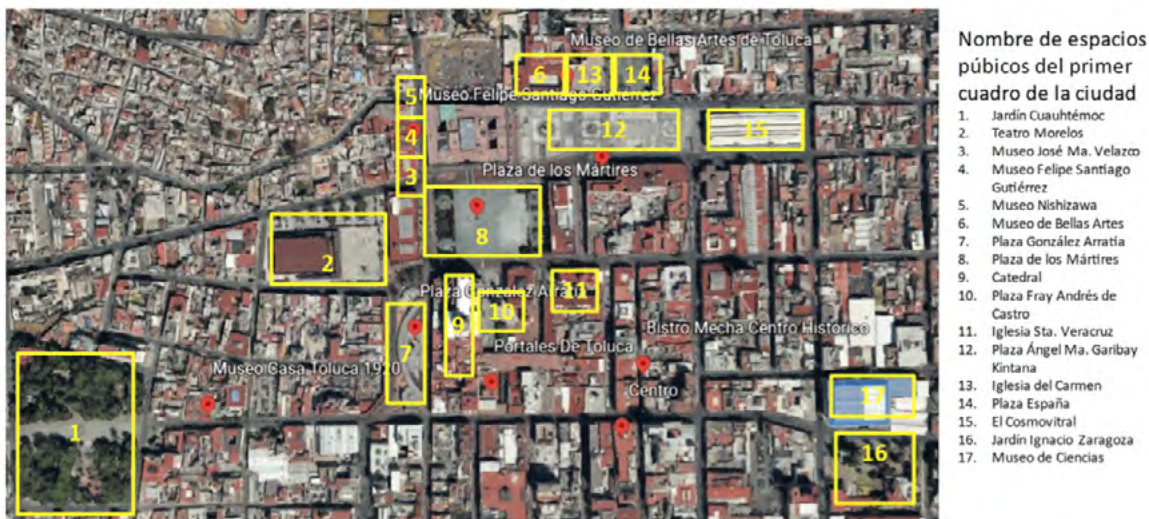 Museo de Bellas Artes de Toluca
6
13
14
5
Museo Felipe Santiago Gutiérrez
4
12
15
Plaza de los Mártires
3
8
2
Plaza González Arratia
11
9
10
7
Bistro Mecha Centro Histórico
Portales De Toluca
Museo Casa Toluca 1920
Centro
17
1
16
Nombre de espacios
púbicos del primer
cuadro de la ciudad
1. Jardín Cuauhtémoc
2. Teatro Morelos
3. Museo José Ma. Velazco
4. Museo Felipe Santiago
Gutiérrez
5. Museo Nishizawa
6. Museo de Bellas Artes
7. Plaza González Arratia
8. Plaza de los Mártires
9. Catedral
10. Plaza Fray Andrés de
Castro
11. Iglesia Sta. Veracruz
12. Plaza Ángel Ma. Garibay
Kintana
13. Iglesia del Carmen
14. Plaza España
15. El Cosmovitral
16. Jardín Ignacio Zaragoza
17. Museo de Ciencias